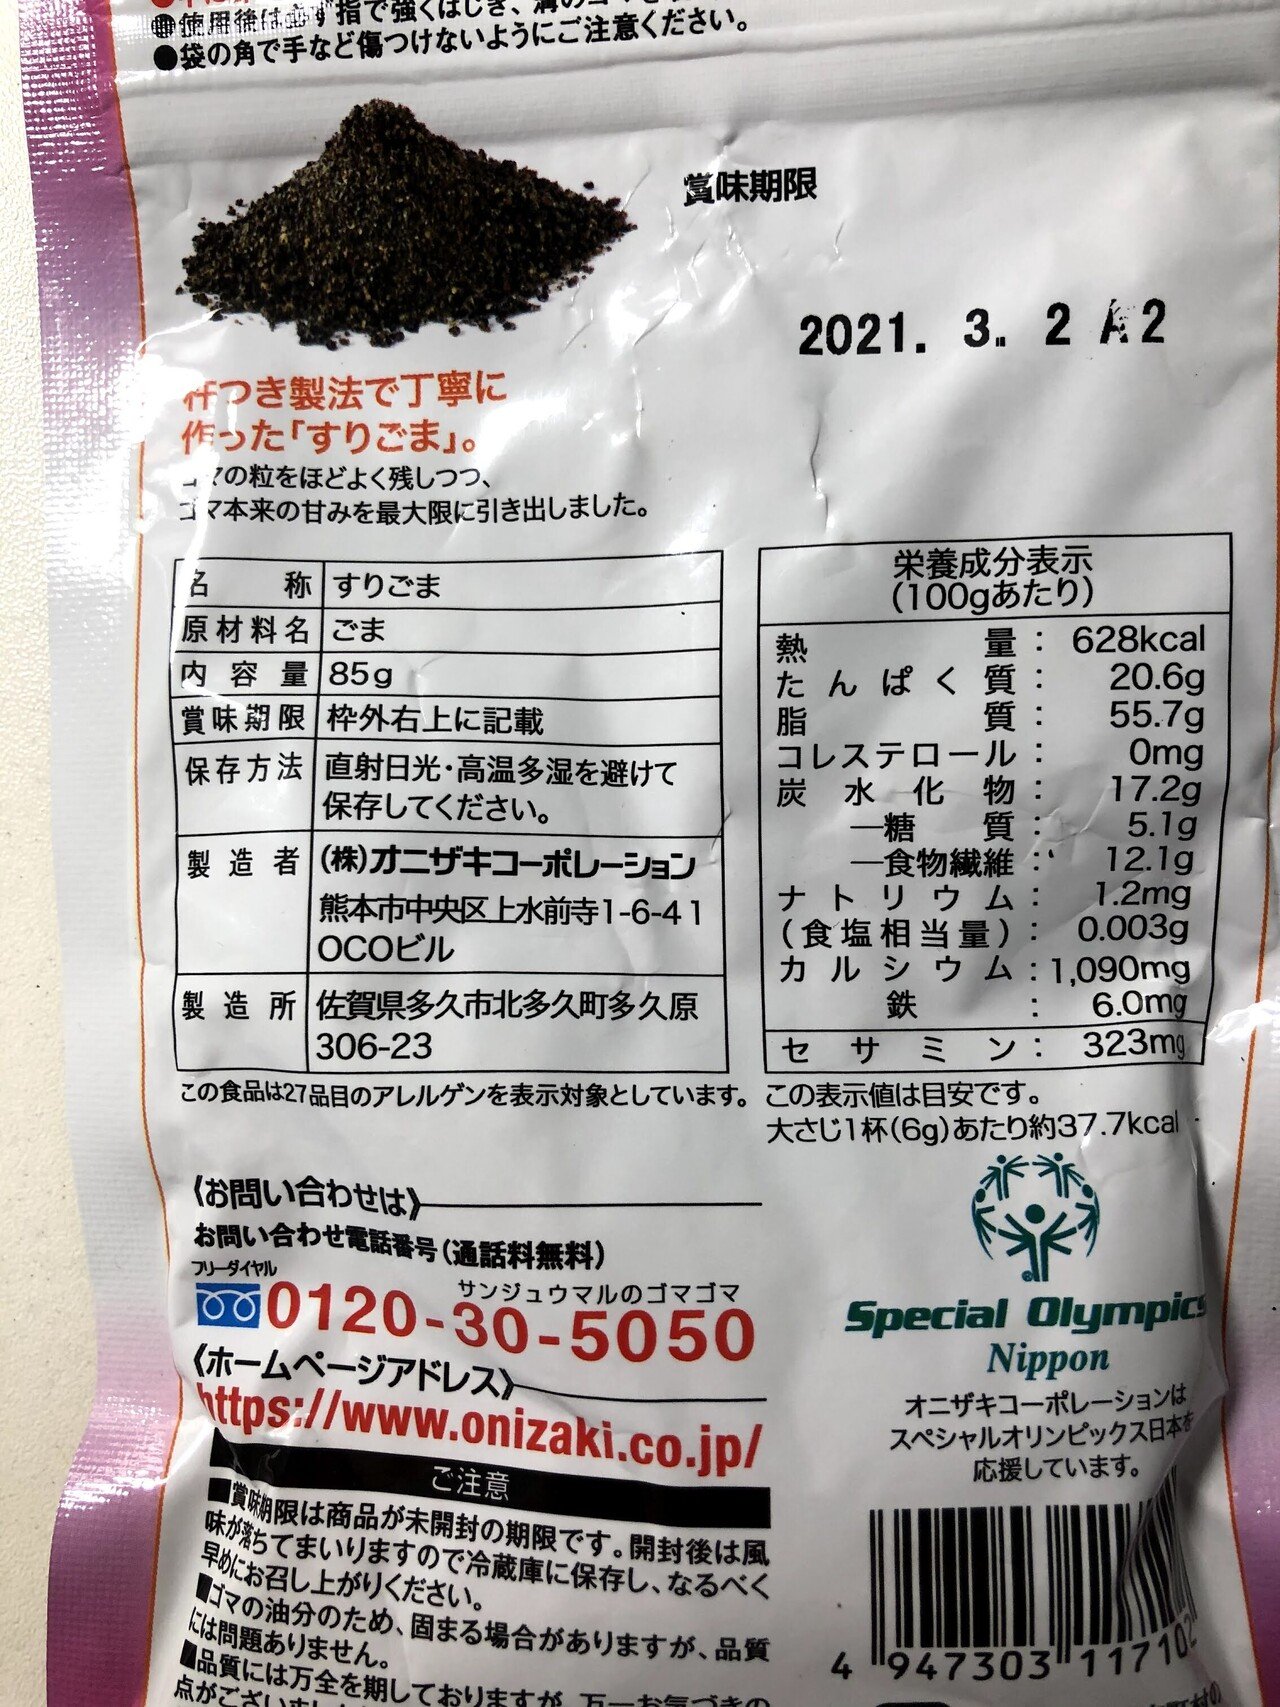 ●使用後は必ず指で強くはじき、溝のゴマを
●袋の角で手など傷つけないようにご注意ください。
賞味期限
2021. 3. 2 A2
杵つき製法で丁寧に
作った「すりごま」。
ゴマの粒をほどよく残しつつ、
ゴマ本来の甘みを最大限に引き出しました。
名称 すりごま
原材料名 ごま
内容量 85g
賞味期限 枠外右上に記載
保存方法 直射日光・高温多湿を避けて
保存してください。
製造者 (株)オニザキコーポレーション
熊本市中央区上水前寺1-6-41
OCOビル
製造所 佐賀県多久市北多久町多久原
306-23
この食品は27品目のアレルゲンを表示対象としています。
栄養成分表示
(100gあたり)
熱量: 628kcal
たんぱく質: 20.6g
脂質: 55.7g
コレステロール: 0mg
炭水化物: 17.2g
―糖質: 5.1g
―食物繊維: 12.1g
ナトリウム: 1.2mg
(食塩相当量): 0.003g
カルシウム: 1,090mg
鉄: 6.0mg
セサミン: 323mg
この表示値は目安です。
大さじ1杯(6g)あたり約37.7kcal
《お問い合わせは》
お問い合わせ電話番号(通話料無料)
フリーダイヤル
サンジュウマルのゴマゴマ
0120-30-5050
《ホームページアドレス》
https://www.onizaki.co.jp/
Special Olympics
Nippon
オニザキコーポレーションは
スペシャルオリンピックス日本を
応援しています。
ご注意
■賞味期限は商品が未開封の期限です。開封後は風
味が落ちてまいりますので冷蔵庫に保存し、なるべく
早めにお召し上がりください。
■ゴマの油分のため、固まる場合がありますが、品質
には問題ありません。
■品質には万全を期しておりますが、万一お気づきの
点がございまし
4 947303 117102